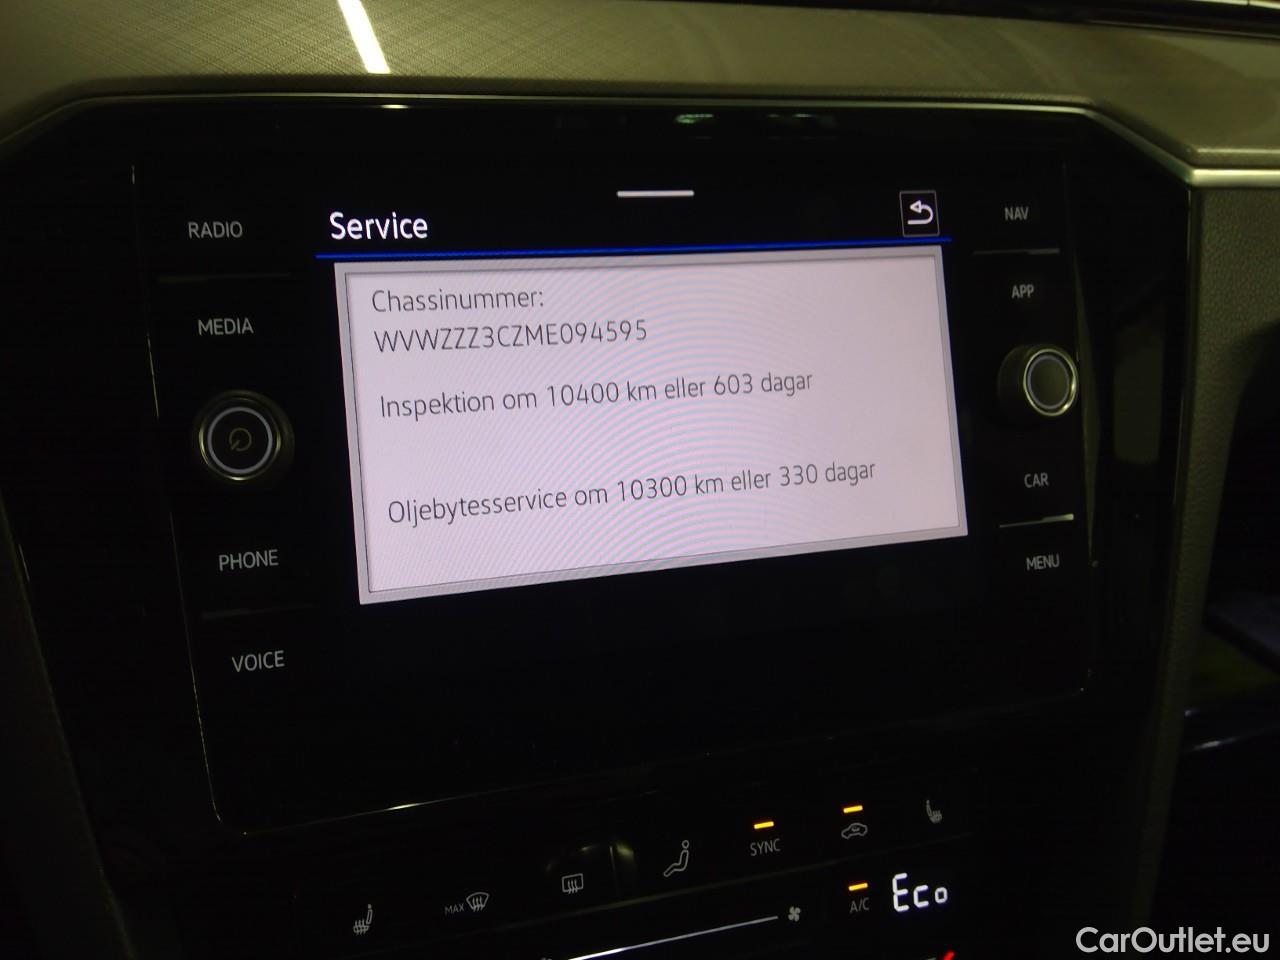 RADIO
MEDIA
PHONE
VOICE
Service
Chassinummer:
WVWZZZ3CZME094595
Inspektion om 10400 km eller 603 dagar
Oljebytesservice om 10300 km eller 330 dagar
NAV
APP
CAR
MENU
MAX
SYNC
A/C
Eco
CarOutlet.eu